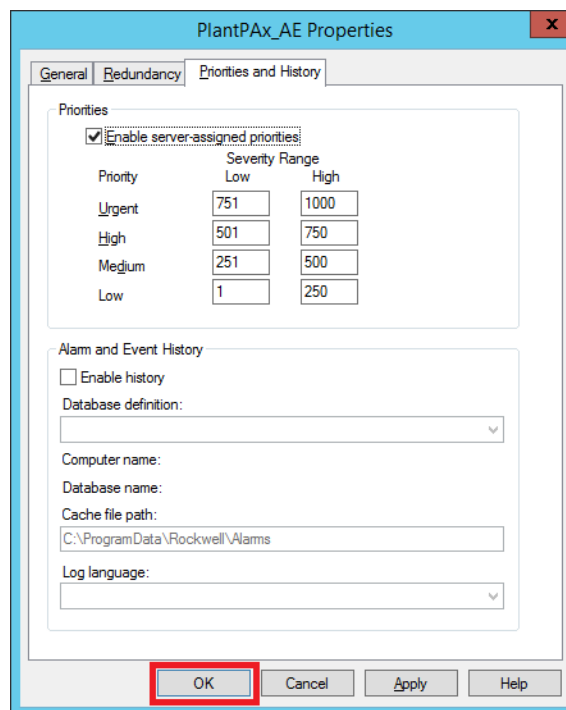 PlantPAx_AE Properties
x
General Redundancy Priorities and History
Priorities
Enable server-assigned priorities
Severity Range
Priority Low High
Urgent 751 1000
High 501 750
Medium 251 500
Low 1 250
Alarm and Event History
Enable history
Database definition:
Computer name:
Database name:
Cache file path:
C:\ProgramData\Rockwell\Alarms
Log language:
OK Cancel Apply Help